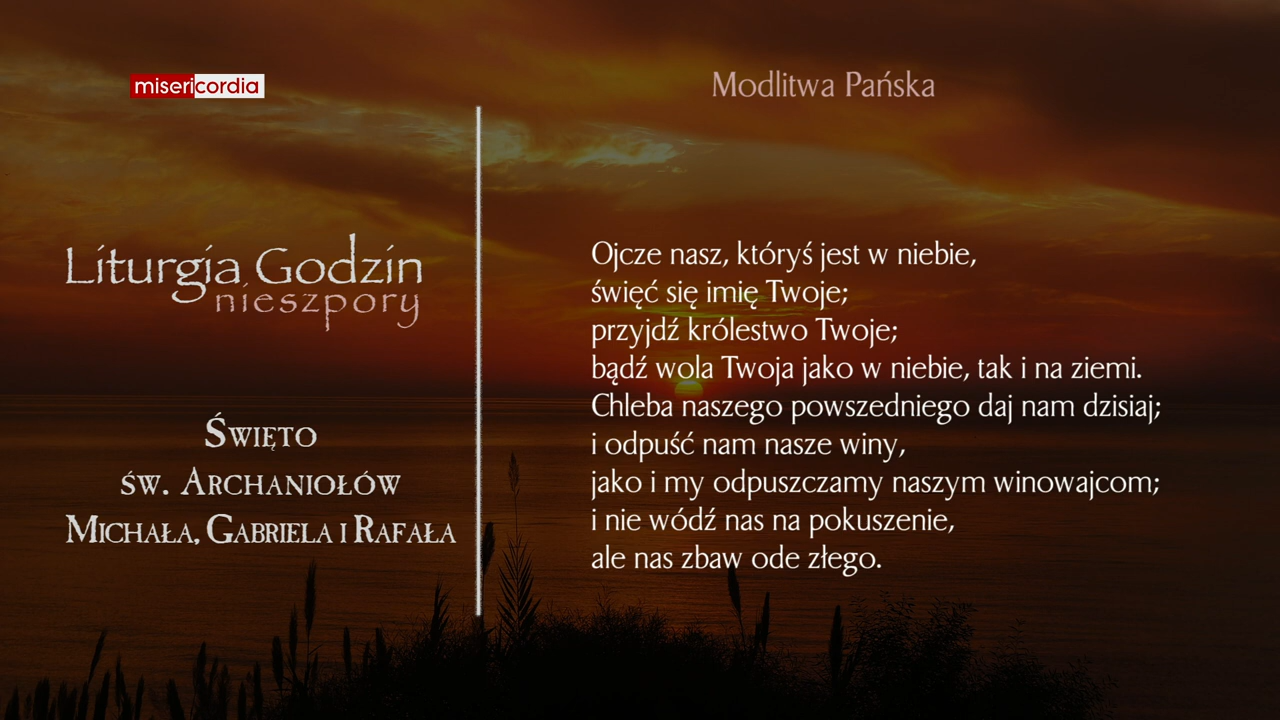 misericordia
Liturgia Godzin
nieszpory
Święto
św. Archaniołów
Michała, Gabriela i Rafała
Modlitwa Pańska
Ojcze nasz, któryś jest w niebie,
święć się imię Twoje;
przyjdź królestwo Twoje;
bądź wola Twoja jako w niebie, tak i na ziemi.
Chleba naszego powszedniego daj nam dzisiaj;
i odpuść nam nasze winy,
jako i my odpuszczamy naszym winowajcom;
i nie wódź nas na pokuszenie,
ale nas zbaw ode złego.